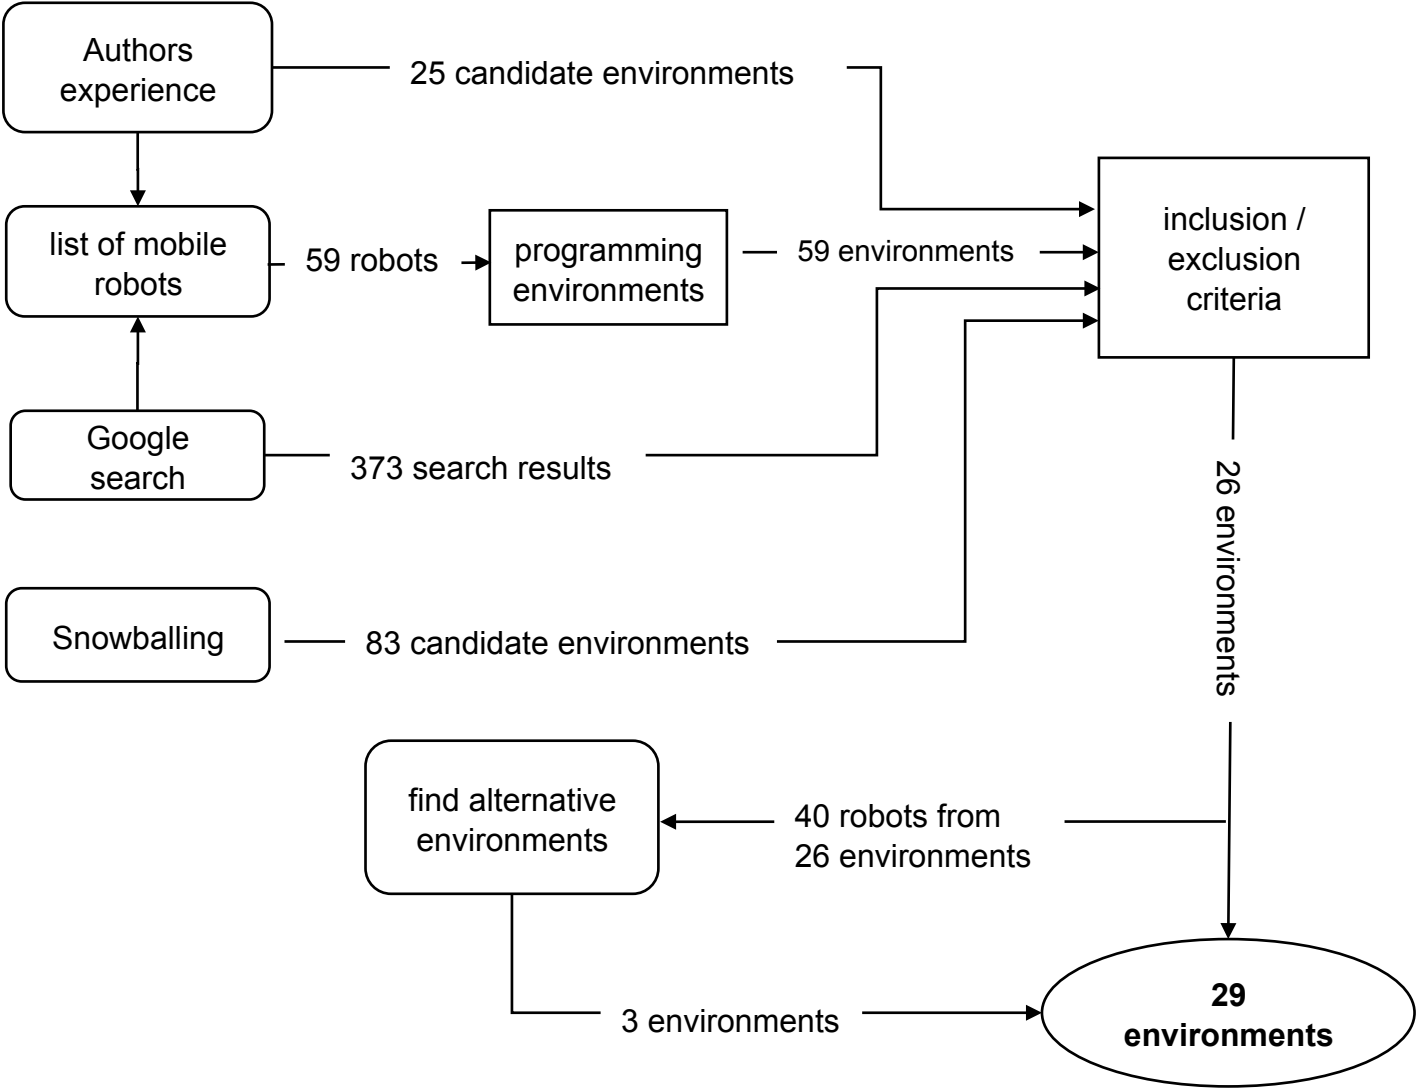 Authors
experience
25 candidate environments
list of mobile
robots
59 robots
programming
environments
59 environments
inclusion /
exclusion
criteria
Google
search
373 search results
26 environments
Snowballing
83 candidate environments
find alternative
environments
40 robots from
26 environments
3 environments
29
environments